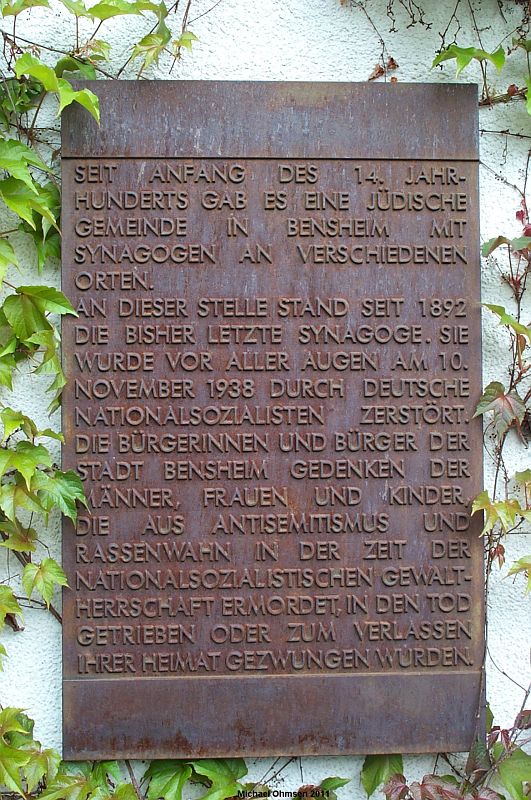 SEIT ANFANG DES 14. JAHR-
HUNDERTS GAB ES EINE JÜDISCHE
GEMEINDE IN BENSHEIM MIT
SYNAGOGEN AN VERSCHIEDENEN
ORTEN.
AN DIESER STELLE STAND SEIT 1892
DIE BISHER LETZTE SYNAGOGE. SIE
WURDE VOR ALLER AUGEN AM 10.
NOVEMBER 1938 DURCH DEUTSCHE
NATIONALSOZIALISTEN ZERSTÖRT.
DIE BÜRGERINNEN UND BÜRGER DER
STADT BENSHEIM GEDENKEN DER
MÄNNER, FRAUEN UND KINDER,
DIE AUS ANTISEMITISMUS UND
RASSENWAHN IN DER ZEIT DER
NATIONALSOZIALISTISCHEN GEWALT-
HERRSCHAFT ERMORDET, IN DEN TOD
GETRIEBEN ODER ZUM VERLASSEN
IHRER HEIMAT GEZWUNGEN WURDEN.
Michael Ohmsen 2011